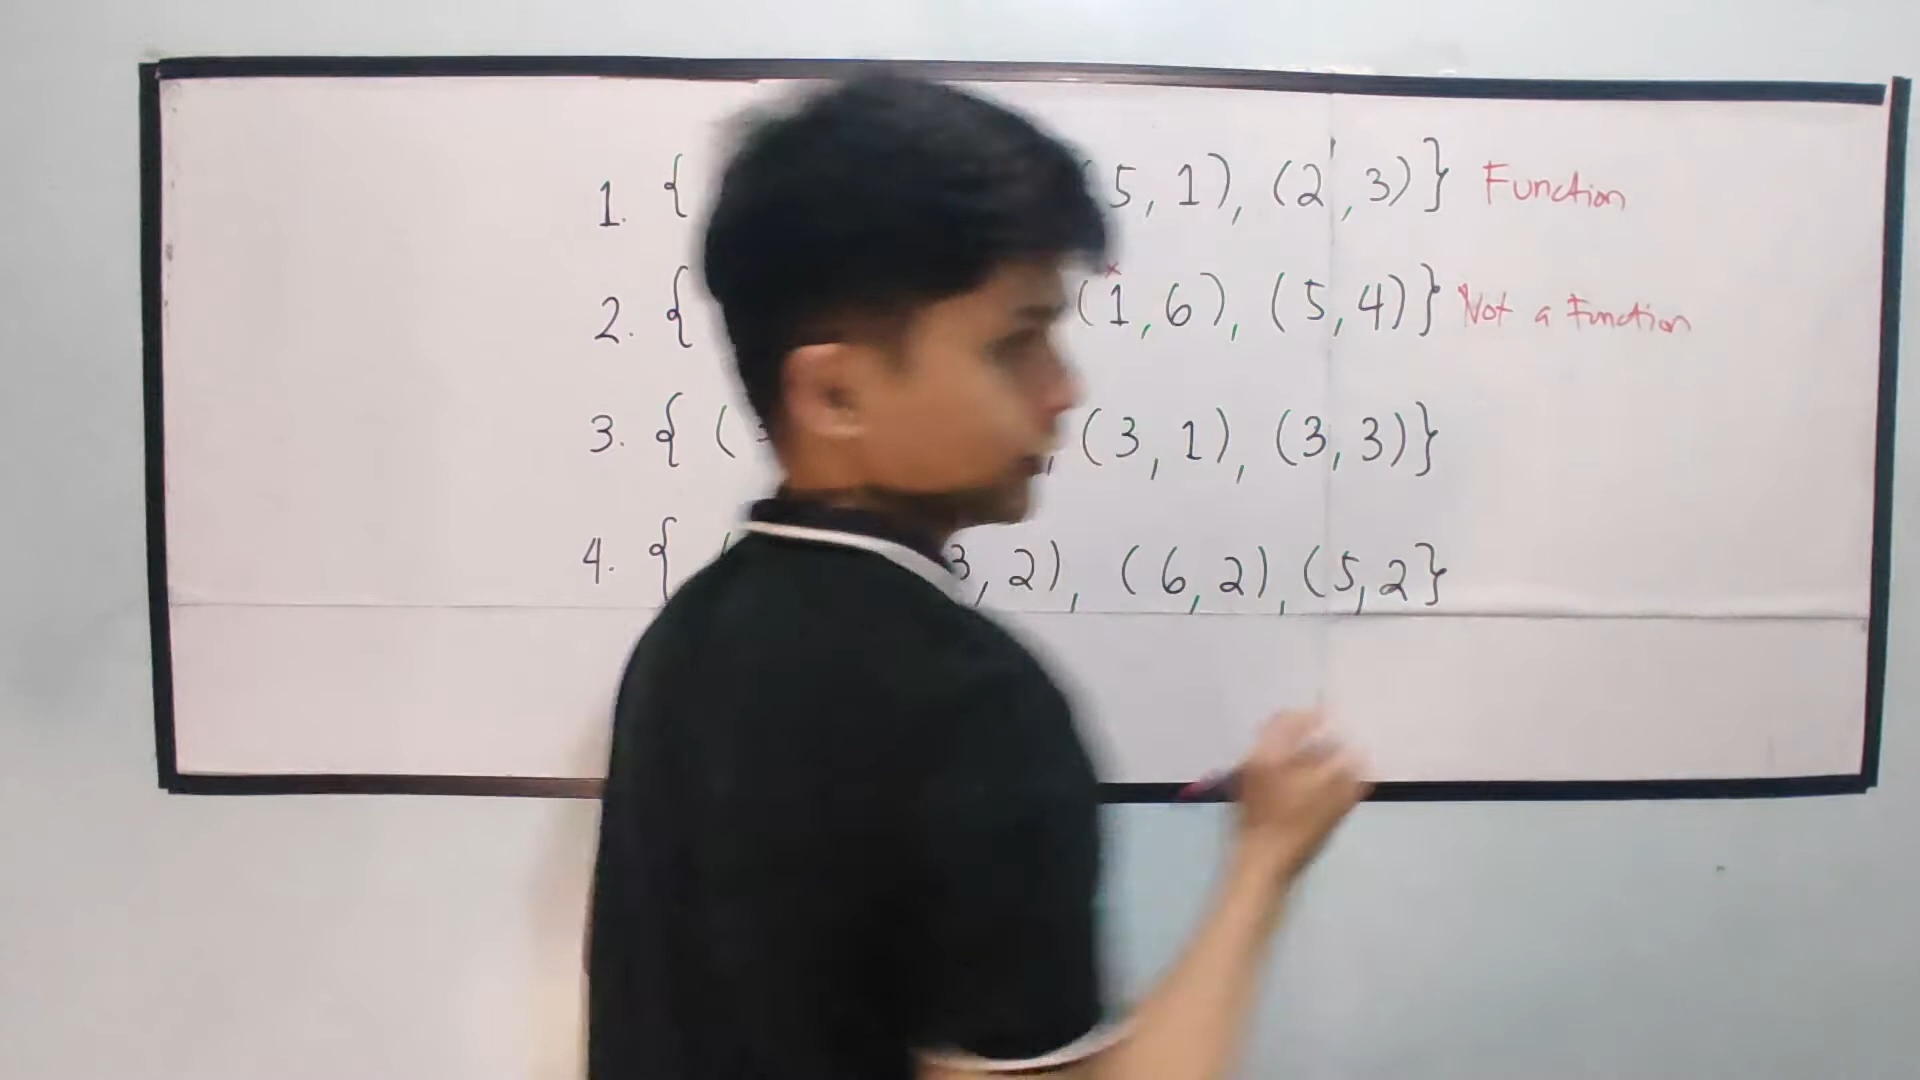 1. { 5, 1), (2, 3)} Function
2. { (1, 6), (5, 4)} Not a Function
3. { ( , (3, 1), (3, 3)}
4. { ( 3, 2), (6, 2), (5, 2}